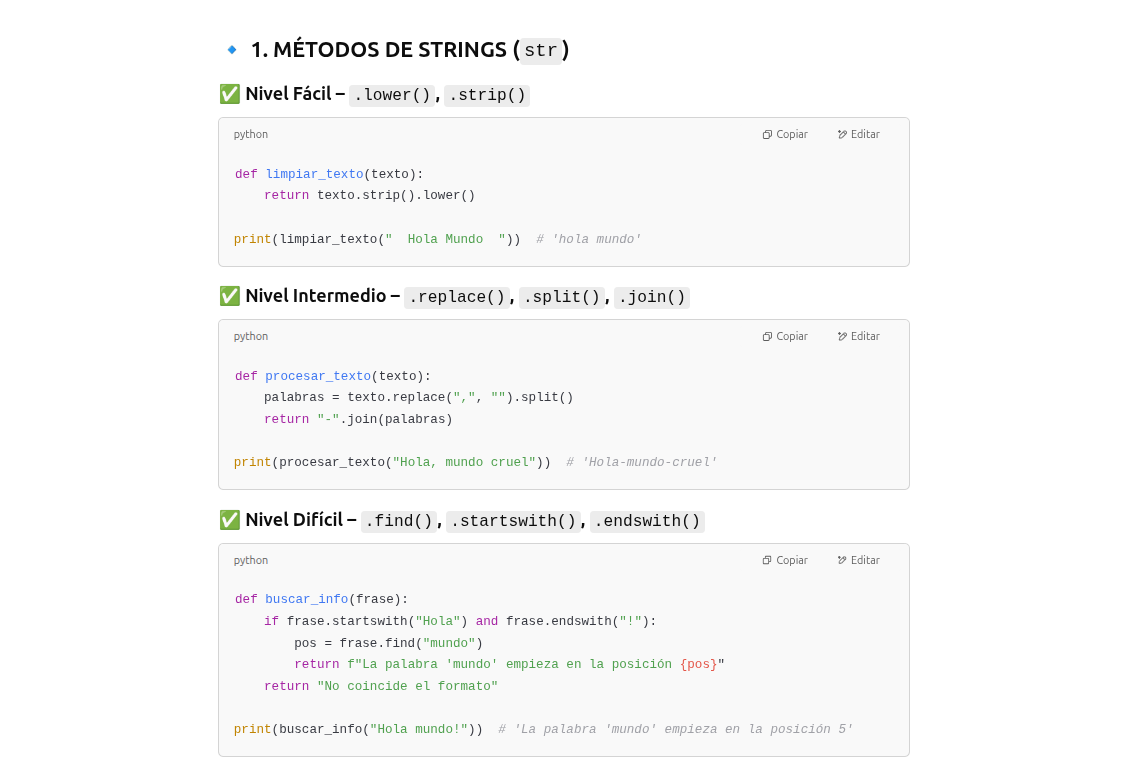 🔹 1. MÉTODOS DE STRINGS (str)
✅ Nivel Fácil – .lower(), .strip()
python Copiar Editar
def limpiar_texto(texto):
    return texto.strip().lower()
print(limpiar_texto("  Hola Mundo  "))  # 'hola mundo'
✅ Nivel Intermedio – .replace(), .split(), .join()
python Copiar Editar
def procesar_texto(texto):
    palabras = texto.replace(",", "").split()
    return "-".join(palabras)
print(procesar_texto("Hola, mundo cruel"))  # 'Hola-mundo-cruel'
✅ Nivel Difícil – .find(), .startswith(), .endswith()
python Copiar Editar
def buscar_info(frase):
    if frase.startswith("Hola") and frase.endswith("!"):
        pos = frase.find("mundo")
        return f"La palabra 'mundo' empieza en la posición {pos}"
    return "No coincide el formato"
print(buscar_info("Hola mundo!"))  # 'La palabra 'mundo' empieza en la posición 5'